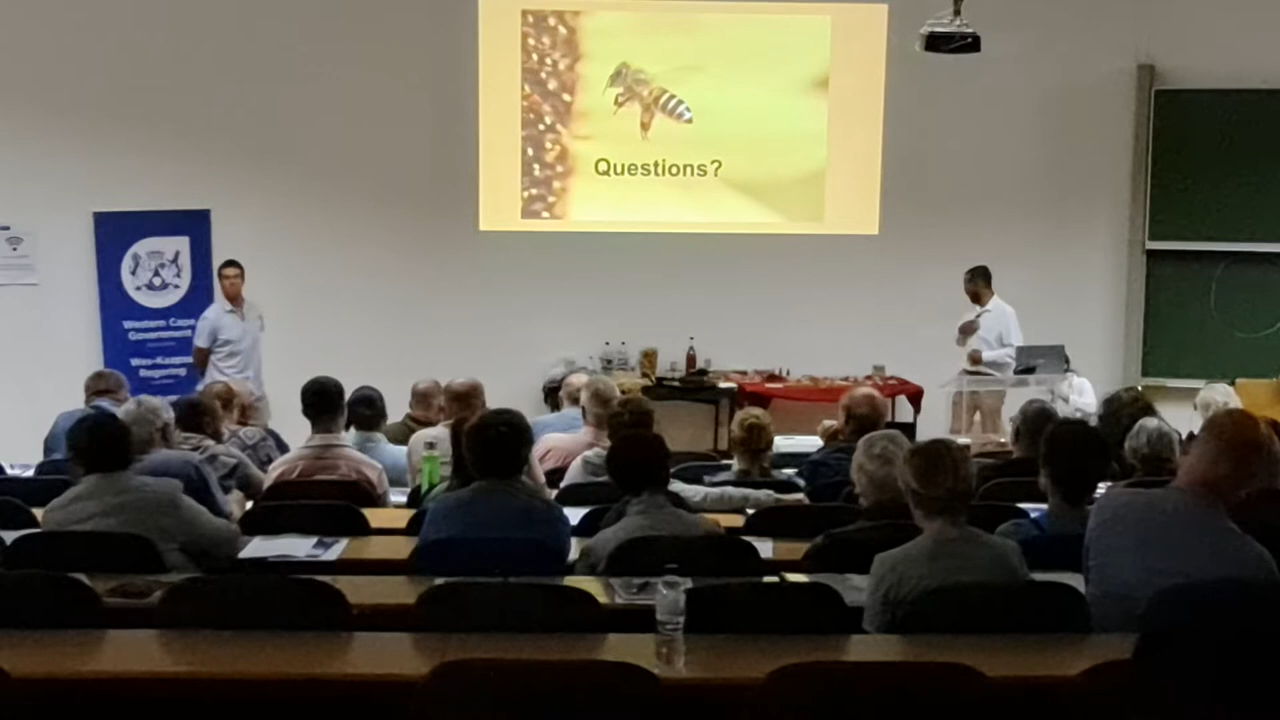 Questions?
Western Cape
Government
Wes-Kaapse
Regering